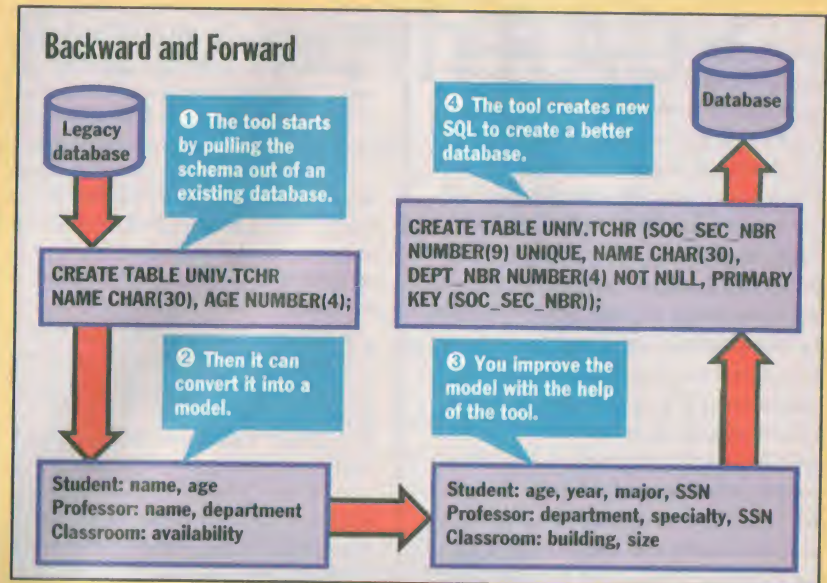 Backward and Forward
Legacy
database
❶ The tool starts
by pulling the
schema out of an
existing database.
CREATE TABLE UNIV.TCHR
NAME CHAR(30), AGE NUMBER(4);
❷ Then it can
convert it into a
model.
Student: name, age
Professor: name, department
Classroom: availability
❸ You improve the
model with the help
of the tool.
Student: age, year, major, SSN
Professor: department, specialty, SSN
Classroom: building, size
❹ The tool creates new
SQL to create a better
database.
CREATE TABLE UNIV.TCHR (SOC_SEC_NBR
NUMBER(9) UNIQUE, NAME CHAR(30),
DEPT_NBR NUMBER(4) NOT NULL, PRIMARY
KEY (SOC_SEC_NBR));
Database